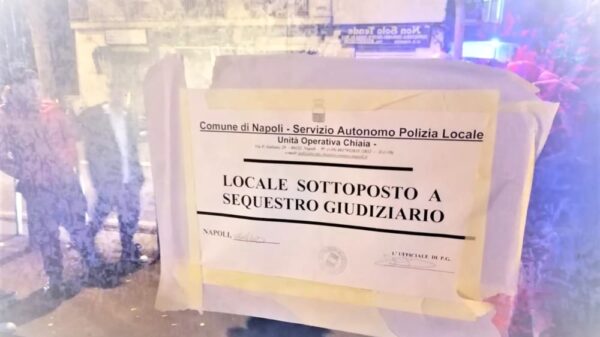 Non Solo Tende
Comune di Napoli - Servizio Autonomo Polizia Locale
Unità Operativa Chiaia -
LOCALE SOTTOPOSTO A
SEQUESTRO GIUDIZIARIO
NAPOLI,
L'UFFICIALE DI P.G.